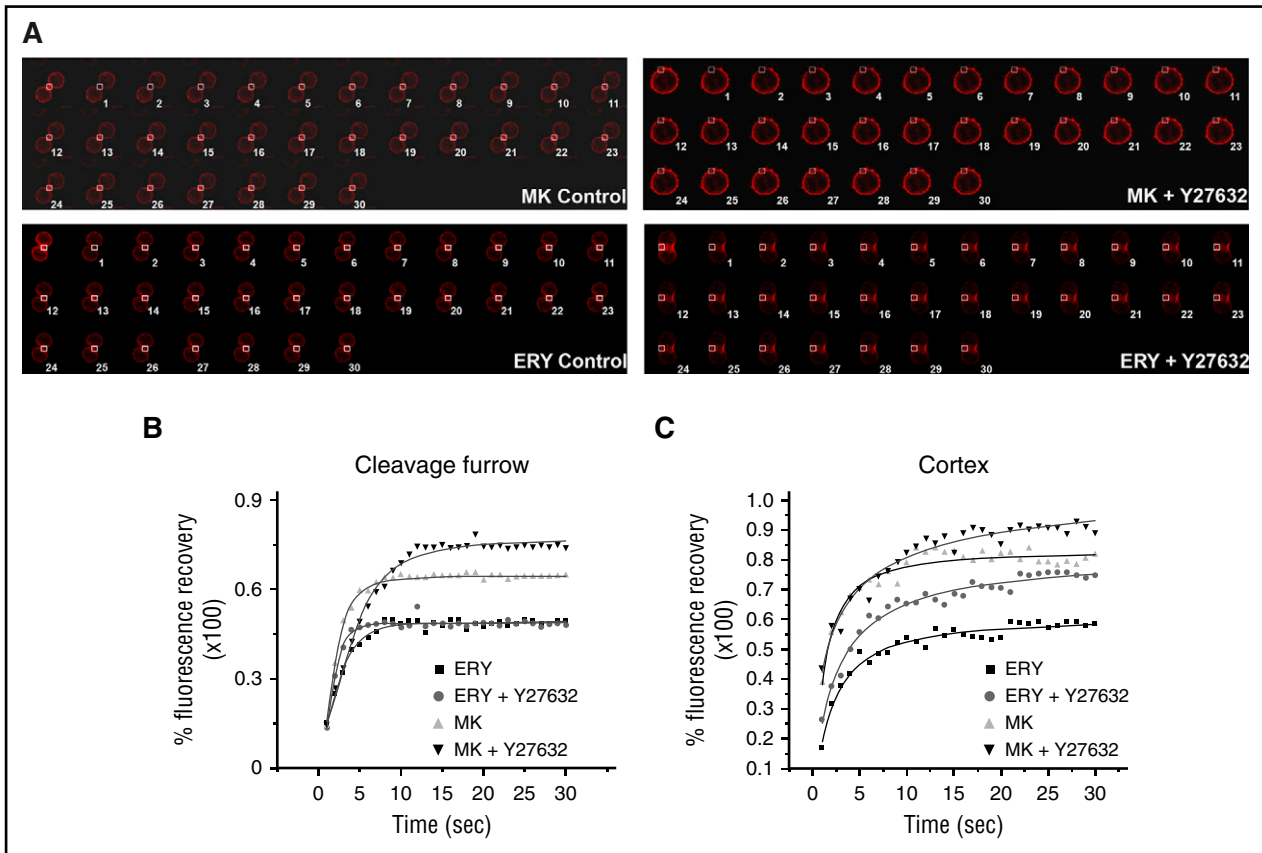 A
1 2 3 4 5 6 7 8 9 10 11
12 13 14 15 16 17 18 19 20 21 22 23
24 25 26 27 28 29 30
MK Control
1 2 3 4 5 6 7 8 9 10 11
12 13 14 15 16 17 18 19 20 21 22 23
24 25 26 27 28 29 30
MK + Y27632
1 2 3 4 5 6 7 8 9 10 11
12 13 14 15 16 17 18 19 20 21 22 23
24 25 26 27 28 29 30
ERY Control
1 2 3 4 5 6 7 8 9 10 11
12 13 14 15 16 17 18 19 20 21 22 23
24 25 26 27 28 29 30
ERY + Y27632
B
Cleavage furrow
% fluorescence recovery
(x100)
0.9
0.6
0.3
0
ERY
ERY + Y27632
MK
MK + Y27632
0 5 10 15 20 25 30
Time (sec)
C
Cortex
% fluorescence recovery
(x100)
1.0
0.9
0.8
0.7
0.6
0.5
0.4
0.3
0.2
0.1
ERY
ERY + Y27632
MK
MK + Y27632
0 5 10 15 20 25 30
Time (sec)